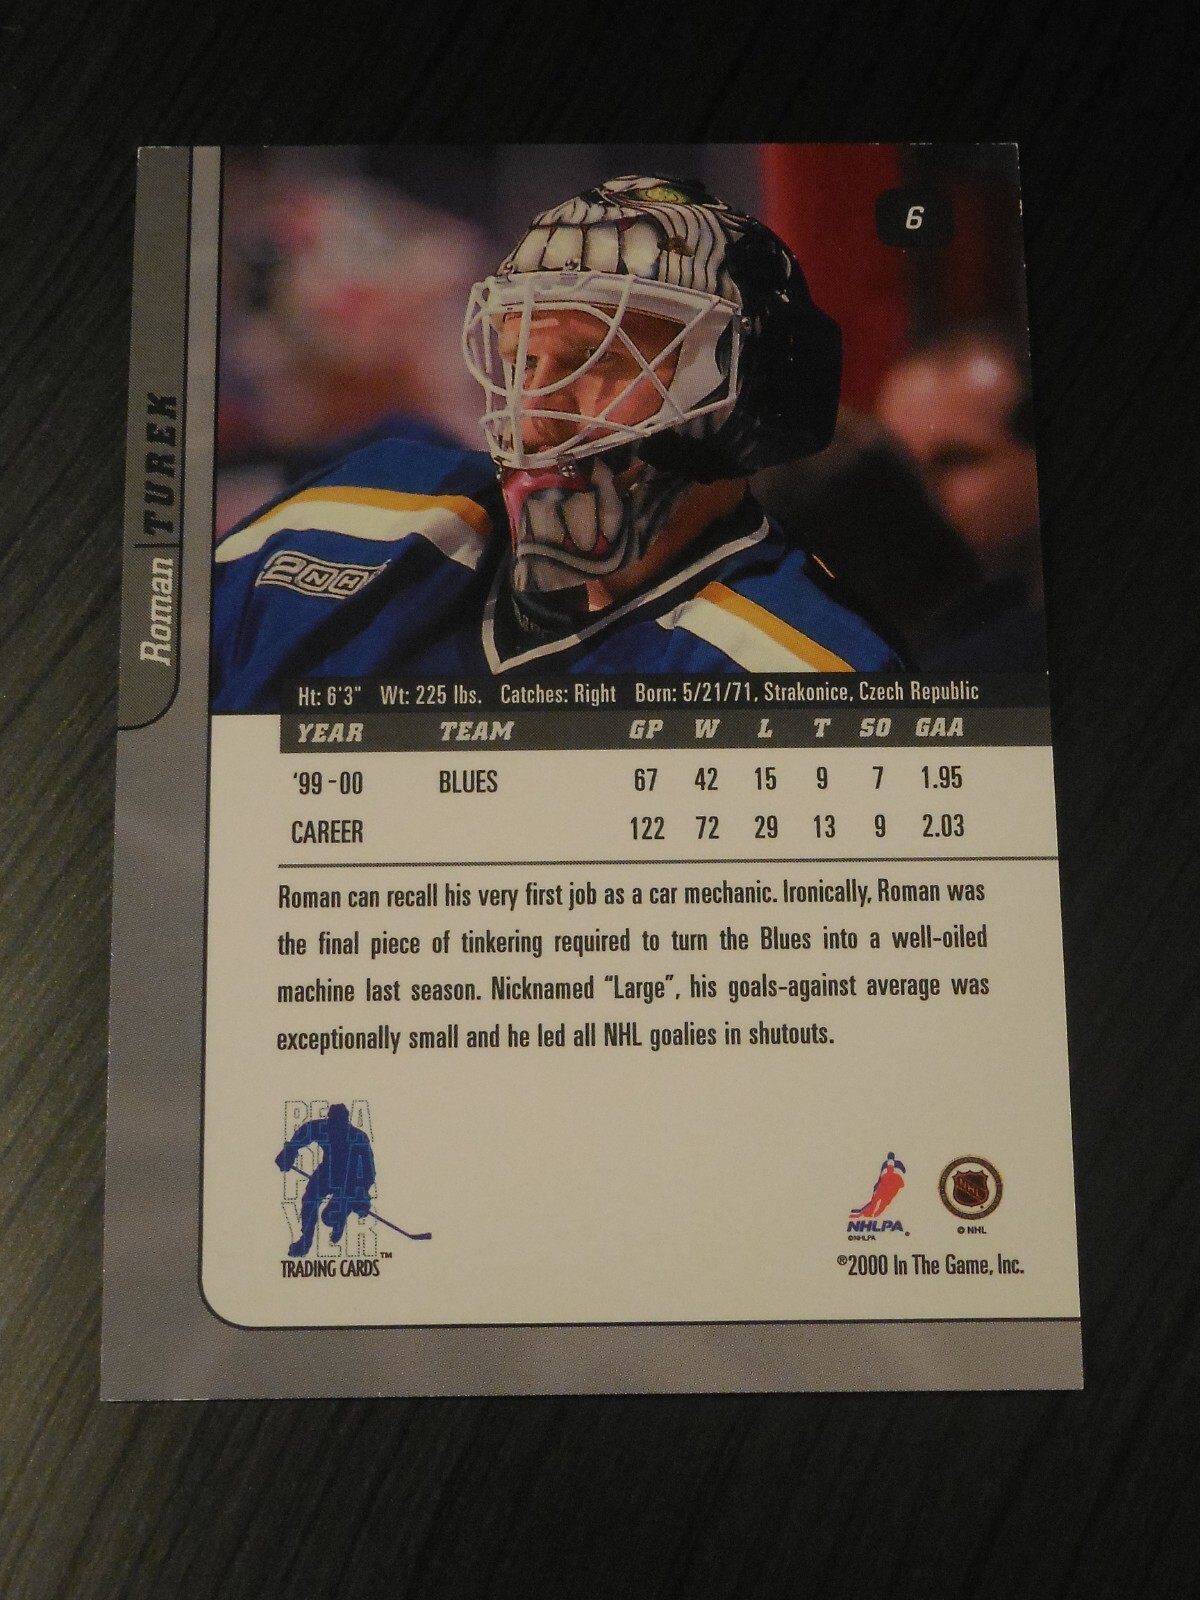 6
Roman TUREK
Ht: 6'3" Wt: 225 lbs. Catches: Right Born: 5/21/71, Strakonice, Czech Republic
YEAR TEAM GP W L T SO GAA
'99-00 BLUES 67 42 15 9 7 1.95
CAREER 122 72 29 13 9 2.03
Roman can recall his very first job as a car mechanic. Ironically, Roman was
the final piece of tinkering required to turn the Blues into a well-oiled
machine last season. Nicknamed "Large", his goals-against average was
exceptionally small and he led all NHL goalies in shutouts.
BE A
PLA
YER™
TRADING CARDS
NHLPA®
©NHLPA
NHL
© NHL
®2000 In The Game, Inc.